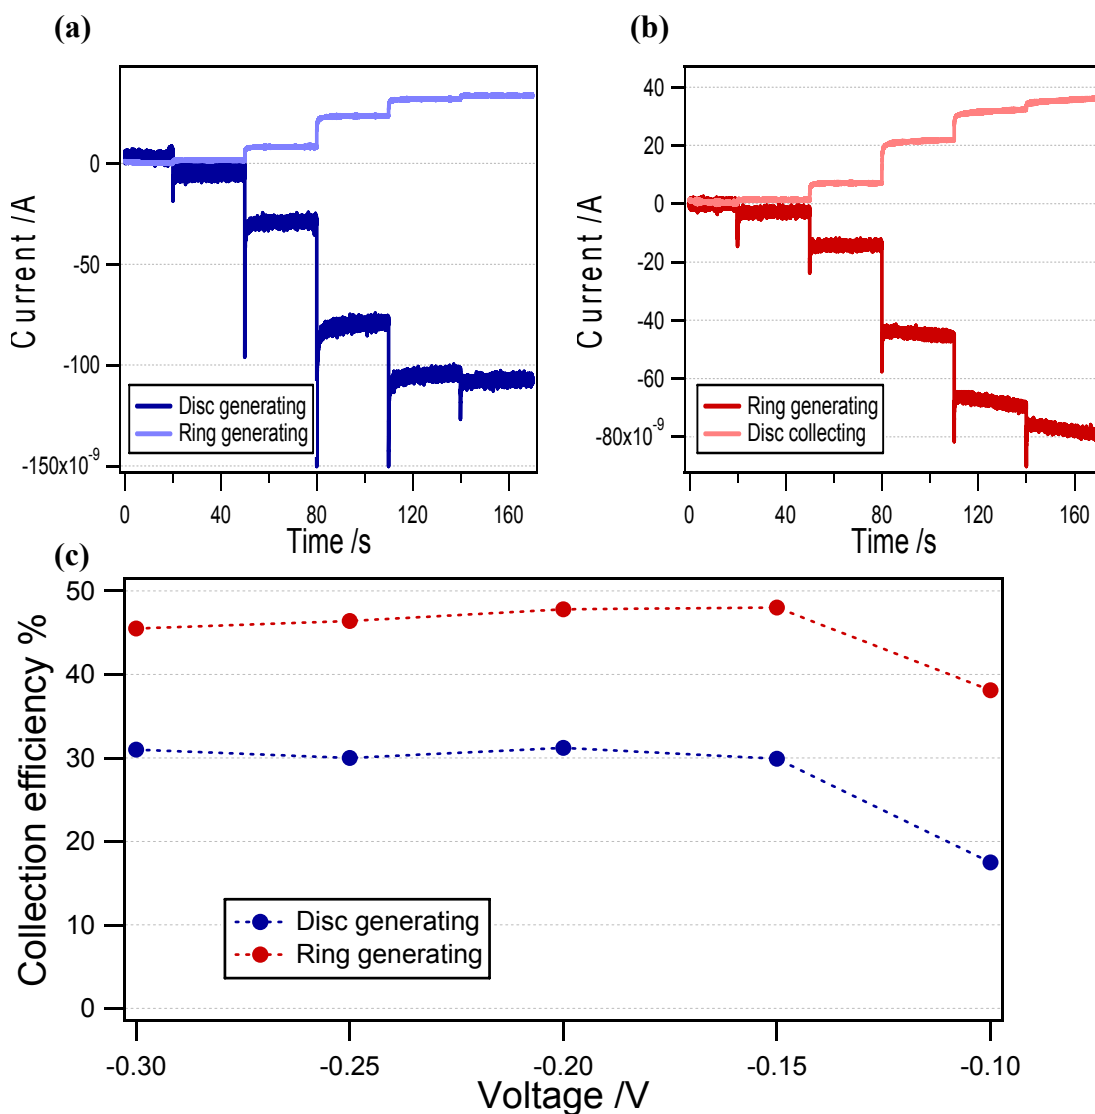 (a)
Current /A
0
-50
-100
-150x10⁻⁹
Disc generating
Ring generating
0
40
80
120
160
Time /s
(b)
Current /A
40
20
0
-20
-40
-60
-80x10⁻⁹
Ring generating
Disc collecting
0
40
80
120
160
Time /s
(c)
Collection efficiency %
50
40
30
20
10
0
Disc generating
Ring generating
-0.30
-0.25
-0.20
-0.15
-0.10
Voltage /V